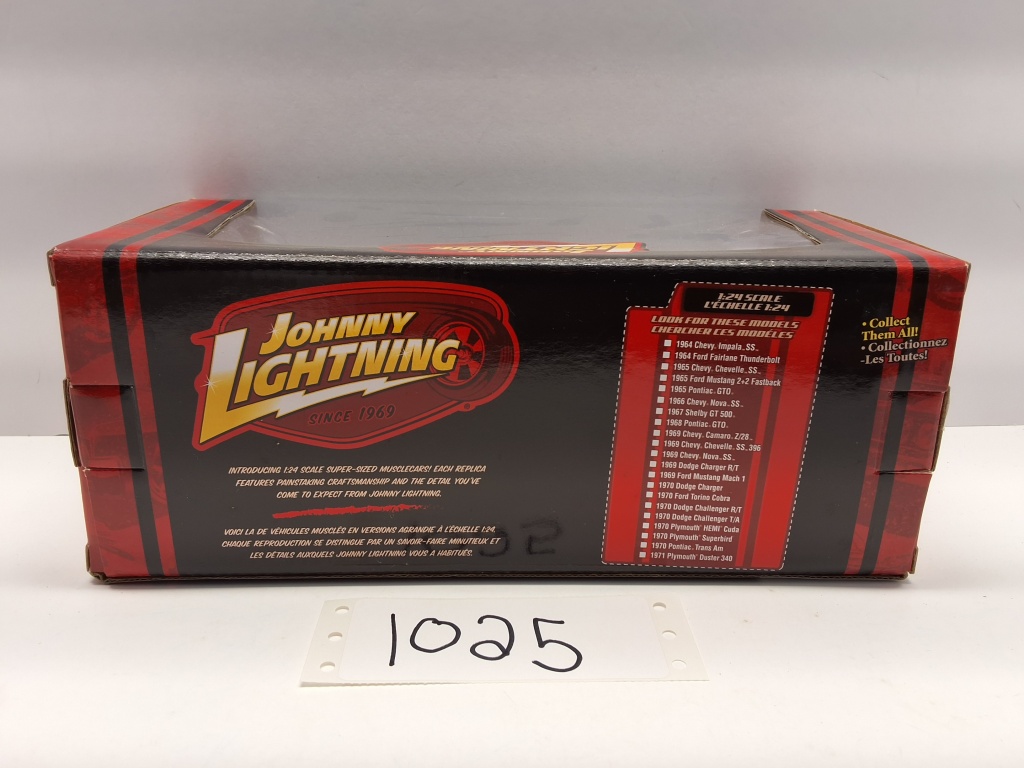 JOHNNY
LIGHTNING
SINCE 1969
®
INTRODUCING 1:24 SCALE SUPER-SIZED MUSCLECARS! EACH REPLICA
FEATURES PAINSTAKING CRAFTSMANSHIP AND THE DETAIL YOU'VE
COME TO EXPECT FROM JOHNNY LIGHTNING.
VOICI LA DE VÉHICULES MUSCLÉS EN VERSIONS AGRANDIE À L'ÉCHELLE 1:24.
CHAQUE REPRODUCTION SE DISTINGUE PAR UN SAVOIR-FAIRE MINUTIEUX ET
LES DÉTAILS AUXQUELS JOHNNY LIGHTNING VOUS A HABITUÉS.
1:24 SCALE
L'ÉCHELLE 1:24
LOOK FOR THESE MODELS
CHERCHER CES MODÈLES
1964 Chevy. Impala..SS..
1964 Ford Fairlane Thunderbolt
1965 Chevy. Chevelle..SS..
1965 Ford Mustang 2+2 Fastback
1965 Pontiac. GTO..
1966 Chevy. Nova..SS..
1967 Shelby GT 500..
1968 Pontiac. GTO.
1969 Chevy. Camaro. Z/28..
1969 Chevy. Chevelle..SS..396
1969 Chevy. Nova..SS..
1969 Dodge Charger R/T
1969 Ford Mustang Mach 1
1970 Dodge Charger
1970 Ford Torino Cobra
1970 Dodge Challenger R/T
1970 Dodge Challenger T/A
1970 Plymouth' HEMI' Cuda
1970 Plymouth' Superbird
1970 Pontiac. Trans Am
1971 Plymouth' Duster 340
• Collect
Them All!
• Collectionnez
-Les Toutes!
1025